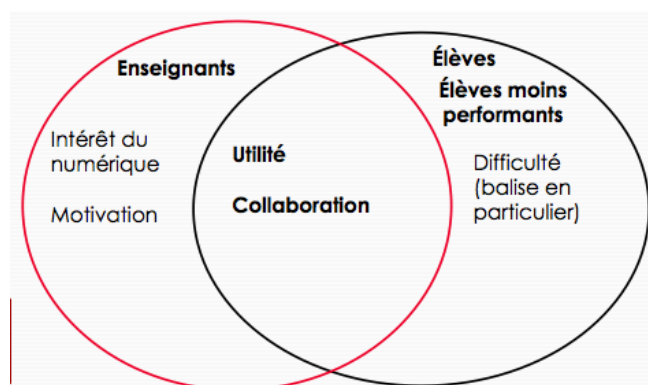 Enseignants
Intérêt du
numérique
Motivation
Utilité
Collaboration
Élèves
Élèves moins
performants
Difficulté
(balise en
particulier)